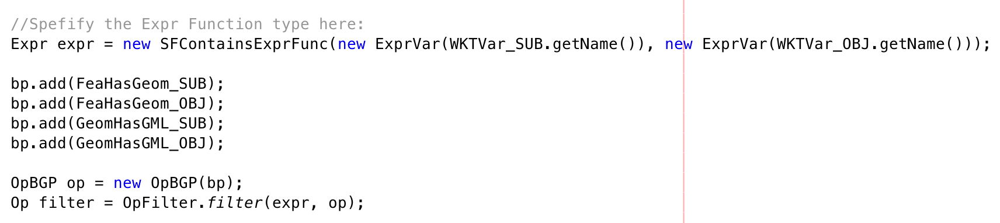 //Spefify the Expr Function type here:
Expr expr = new SFContainsExprFunc(new ExprVar(WKTVar_SUB.getName()), new ExprVar(WKTVar_OBJ.getName()));
bp.add(FeaHasGeom_SUB);
bp.add(FeaHasGeom_OBJ);
bp.add(GeomHasGML_SUB);
bp.add(GeomHasGML_OBJ);
OpBGP op = new OpBGP(bp);
Op filter = OpFilter.filter(expr, op);